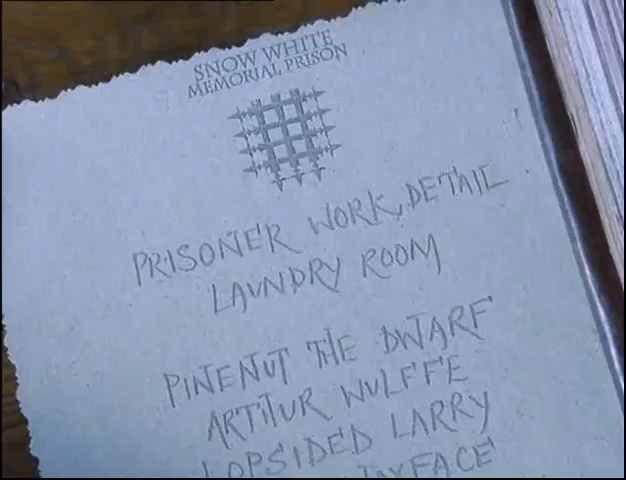 SNOW WHITE
MEMORIAL PRISON
PRISONER WORK DETAIL
LAUNDRY ROOM
PINENUT THE DWARF
ARTHUR WULFFE
LOPSIDED LARRY